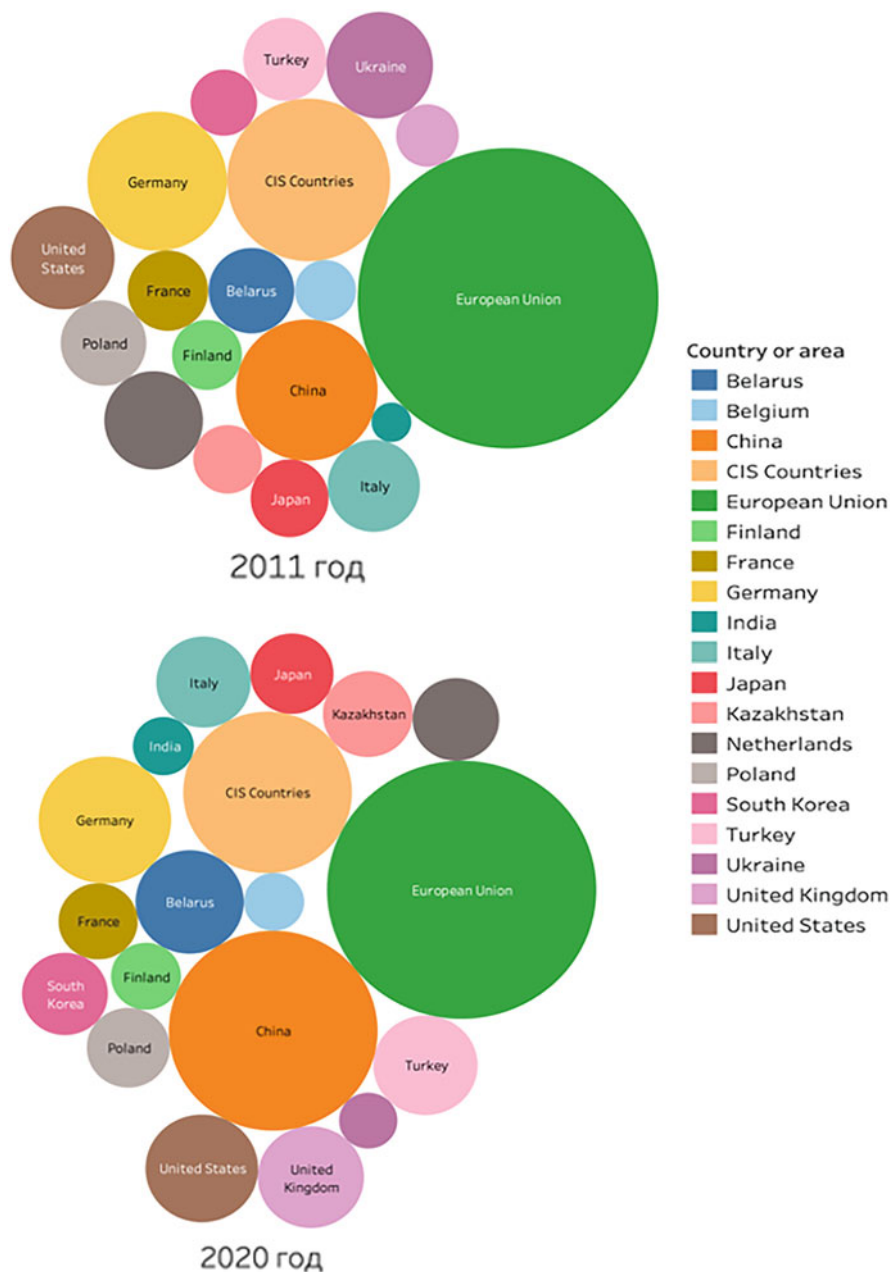 Turkey
Ukraine
Germany
CIS Countries
United
States
France
Belarus
European Union
Poland
Finland
China
Italy
Japan
2011 год
Country or area
Belarus
Belgium
China
CIS Countries
European Union
Finland
France
Germany
India
Italy
Japan
Kazakhstan
Netherlands
Poland
South Korea
Turkey
Ukraine
United Kingdom
United States
Italy
Japan
Kazakhstan
India
CIS Countries
Germany
European Union
Belarus
France
Finland
South
Korea
China
Poland
Turkey
United States
United
Kingdom
2020 год